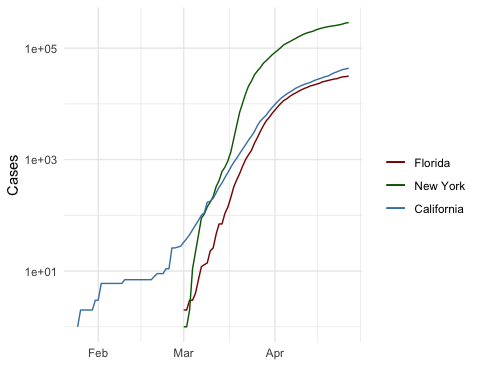 1e+05
1e+03
1e+01
Cases
Feb
Mar
Apr
Florida
New York
California